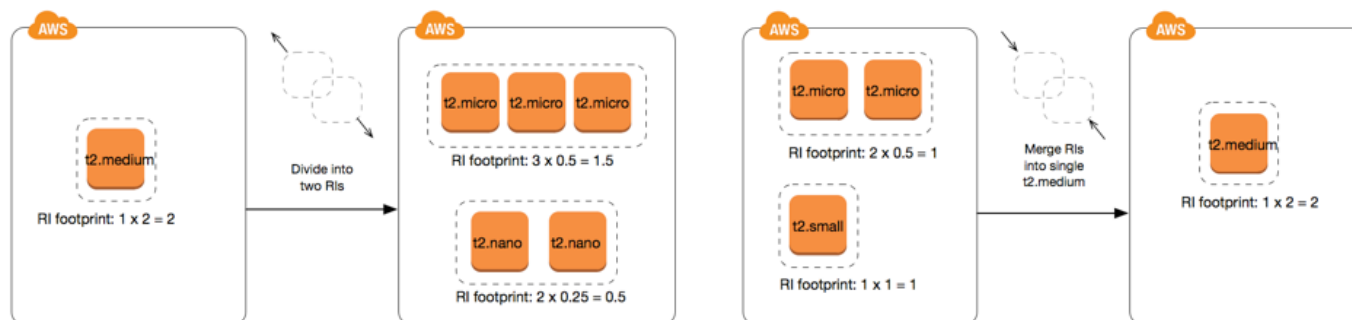 AWS
t2.medium
RI footprint: 1 x 2 = 2
Divide into
two RIs
AWS
t2.micro t2.micro t2.micro
RI footprint: 3 x 0.5 = 1.5
t2.nano t2.nano
RI footprint: 2 x 0.25 = 0.5
AWS
t2.micro t2.micro
RI footprint: 2 x 0.5 = 1
t2.small
RI footprint: 1 x 1 = 1
Merge RIs
into single
t2.medium
AWS
t2.medium
RI footprint: 1 x 2 = 2